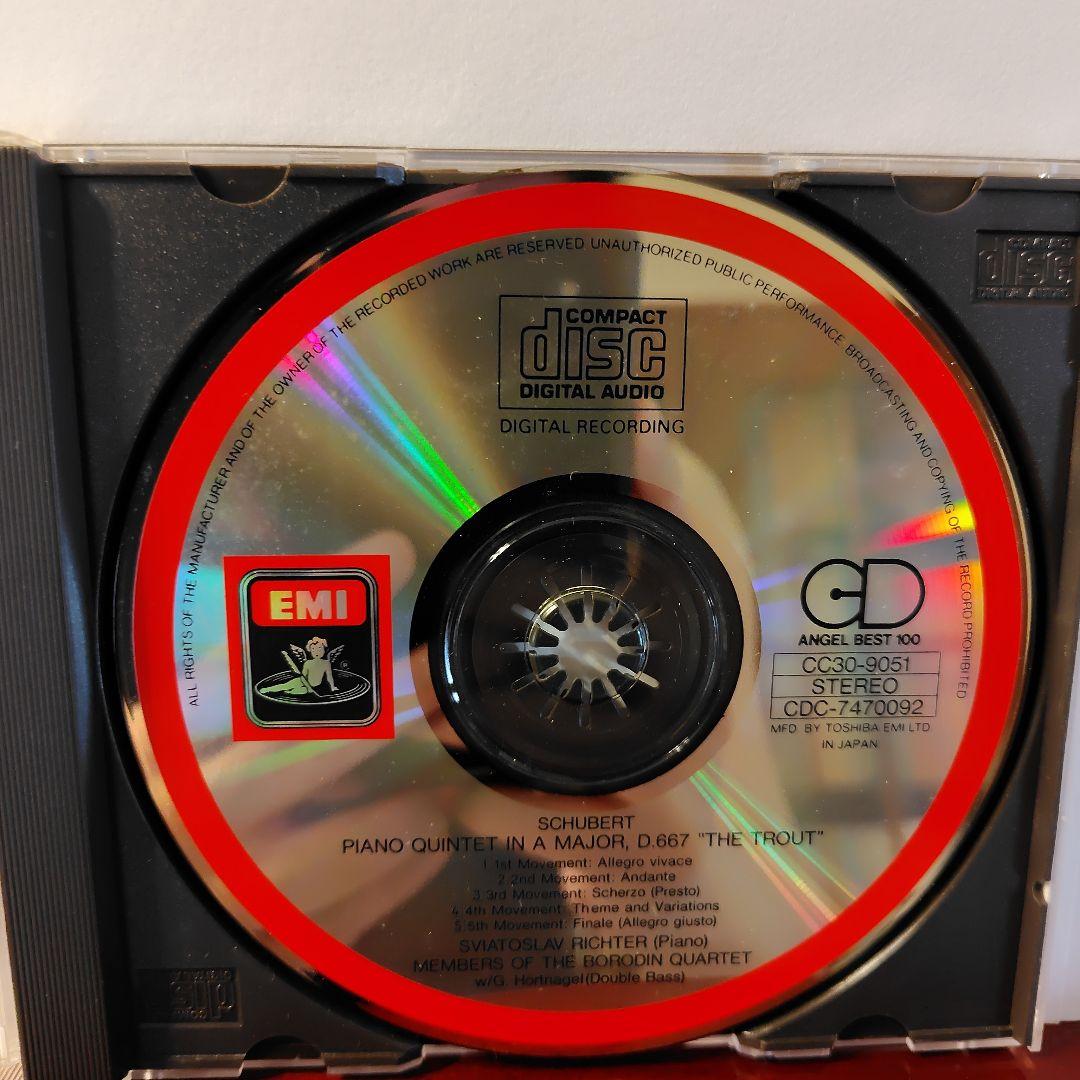 ALL RIGHTS OF THE MANUFACTURER AND OF THE OWNER OF THE RECORDED WORK ARE RESERVED UNAUTHORIZED PUBLIC PERFORMANCE BROADCASTING AND COPYING OF THE RECORD PROHIBITED
COMPACT
disc
DIGITAL AUDIO
DIGITAL RECORDING
COMPACT
disc
DIGITAL AUDIO
EMI
®
CD
ANGEL BEST 100
CC30-9051
STEREO
CDC-7470092
MFD BY TOSHIBA EMI LTD
IN JAPAN
SCHUBERT
PIANO QUINTET IN A MAJOR, D.667 "THE TROUT"
1 1st Movement: Allegro vivace
2.2nd Movement: Andante
3 3rd Movement: Scherzo (Presto)
4.4th Movement: Theme and Variations
5.5th Movement: Finale (Allegro giusto)
SVIATOSLAV RICHTER (Piano)
MEMBERS OF THE BORODIN QUARTET
w/G. Hortnagel(Double Bass)